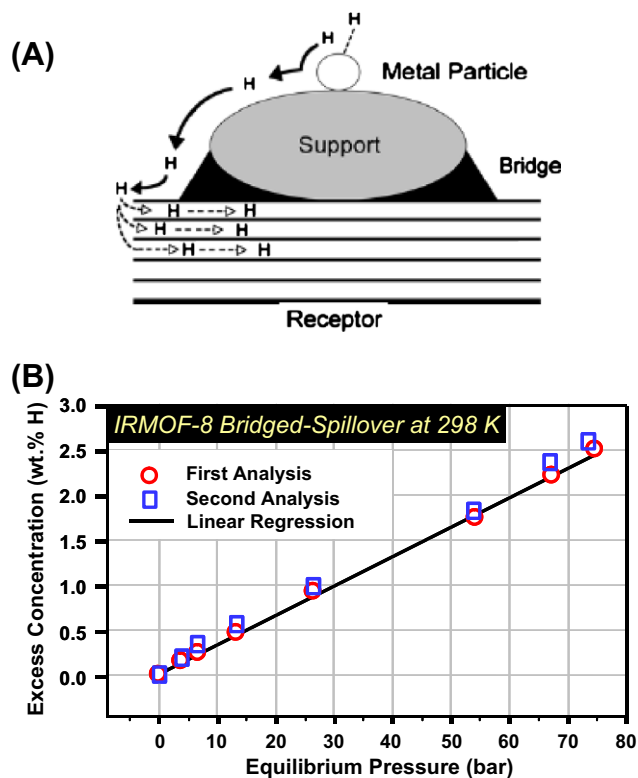 (A)
H
H
Metal Particle
H
Support
H
Bridge
H
H H
H H
H H
Receptor
(B)
IRMOF-8 Bridged-Spillover at 298 K
First Analysis
Second Analysis
Linear Regression
Excess Concentration (wt.% H)
3.0
2.5
2.0
1.5
1.0
0.5
0.0
0 10 20 30 40 50 60 70 80
Equilibrium Pressure (bar)